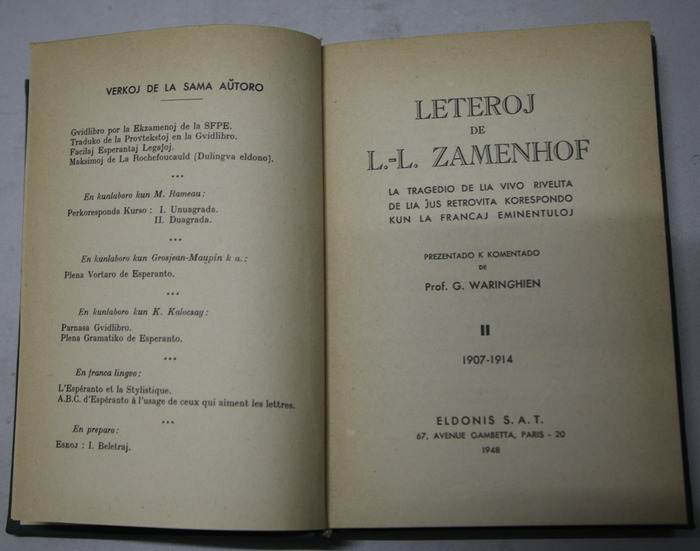 VERKOJ DE LA SAMA AŬTORO
Gvidlibro por la Ekzamenoj de la SFPE.
Traduko de la Provtekstoj en la Gvidlibro.
Facilaj Esperantaj Legaĵoj.
Maksimoj de La Rochefoucauld (Dulingva eldono).
***
En kunlaboro kun M. Rameau:
Perkoresponda Kurso : I. Unuagrada.
II. Duagrada.
***
En kunlaboro kun Grosjean-Maupin k a.:
Plena Vortaro de Esperanto.
***
En kunlaboro kun K. Kalocsay:
Parnasa Gvidlibro.
Plena Gramatiko de Esperanto.
***
En franca lingvo:
L'Espéranto et la Stylistique.
A.B.C. d'Espéranto à l'usage de ceux qui aiment les lettres.
***
En preparo:
ESEOJ : I. Beletraj.
LETEROJ
DE
L.-L. ZAMENHOF
LA TRAGEDIO DE LIA VIVO RIVELITA
DE LIA ĴUS RETROVITA KORESPONDO
KUN LA FRANCAJ EMINENTULOJ
PREZENTADO K KOMENTADO
DE
Prof. G. WARINGHIEN
II
1907-1914
ELDONIS S.A.T.
67, AVENUE GAMBETTA, PARIS - 20
1948